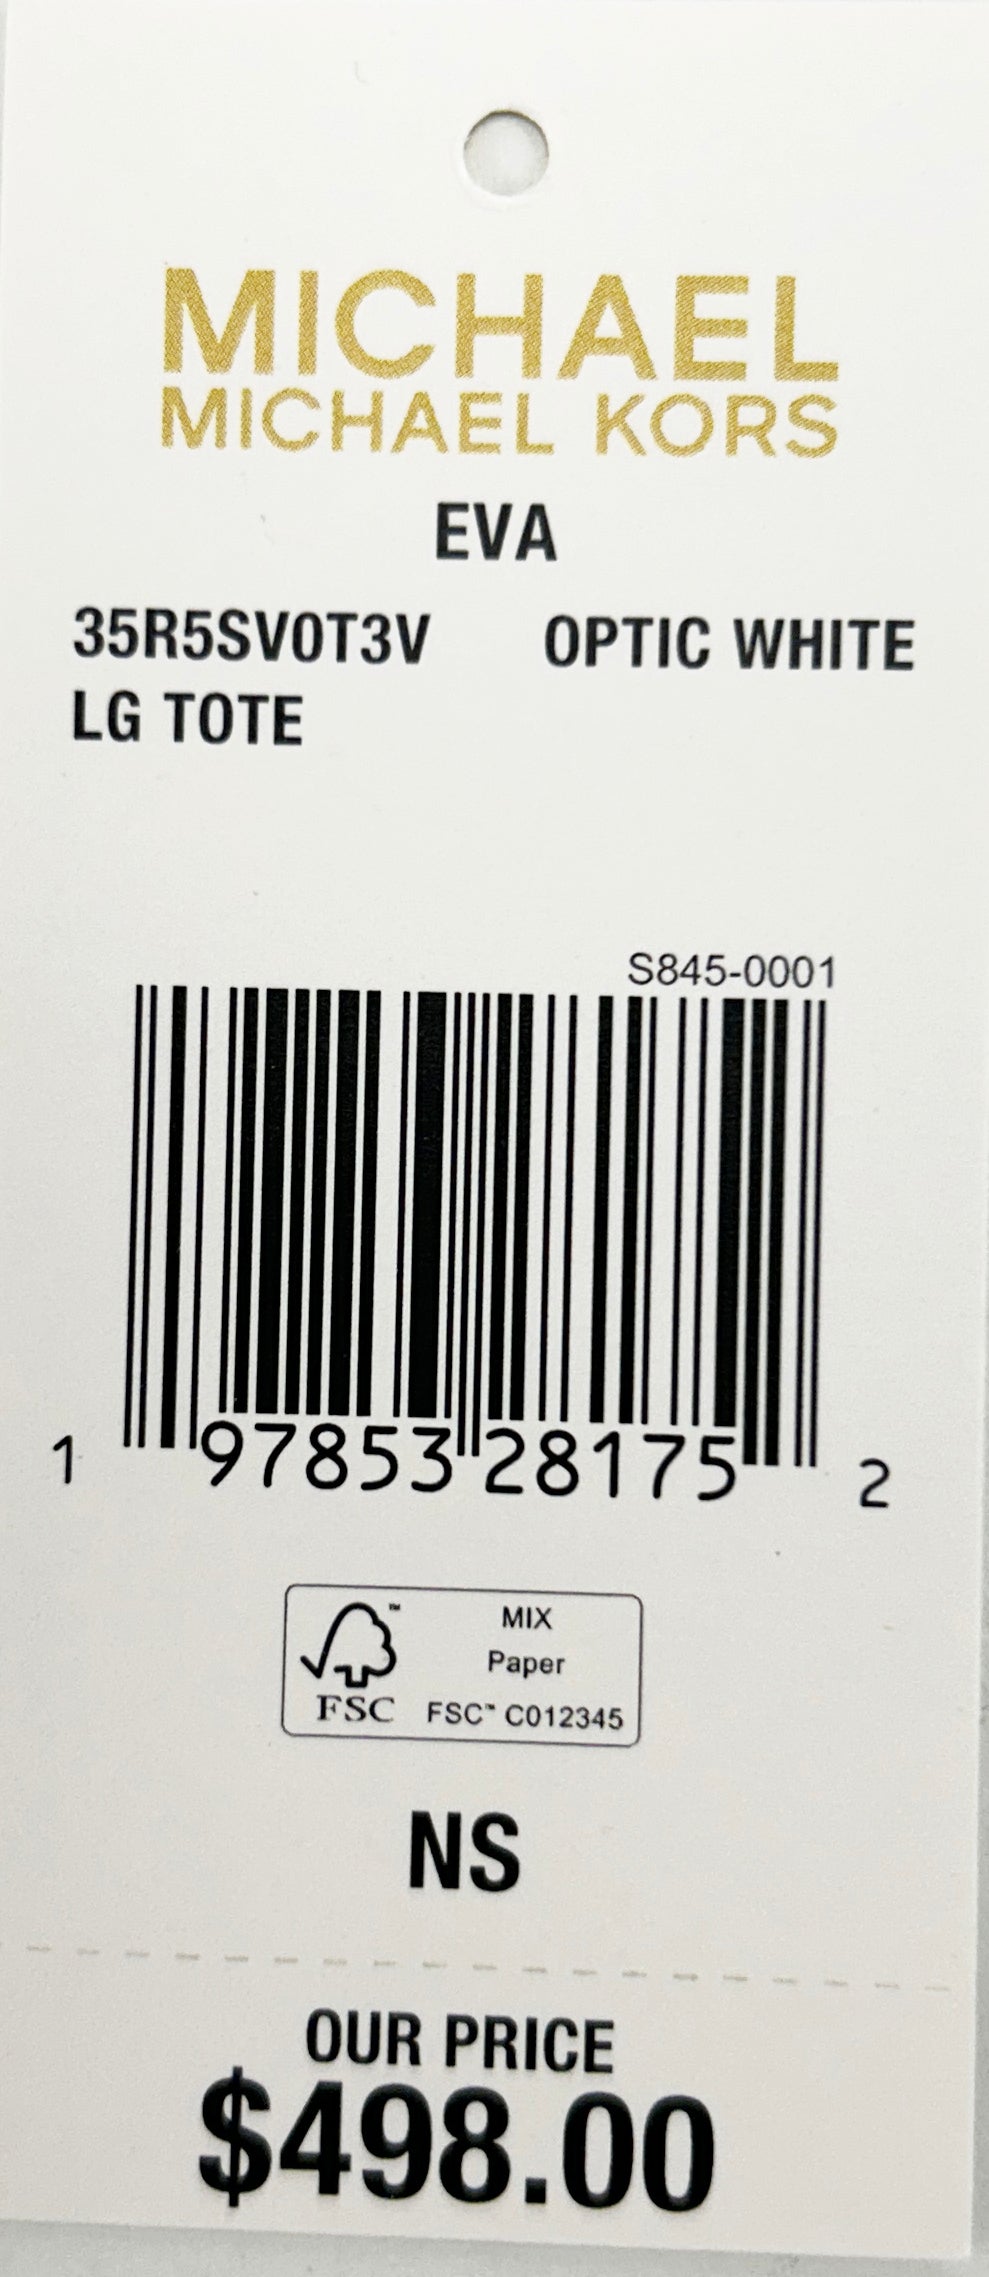 MICHAEL
MICHAEL KORS
EVA
35R5SV0T3V OPTIC WHITE
LG TOTE
S845-0001
1 97853 28175 2
™
MIX
Paper
FSC FSC™ C012345
NS
OUR PRICE
$498.00